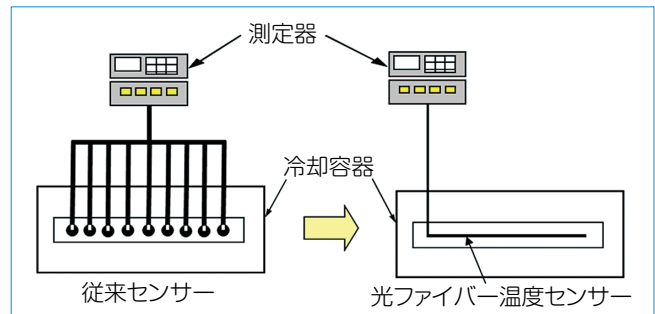 測定器
冷却容器
従来センサー
光ファイバー温度センサー